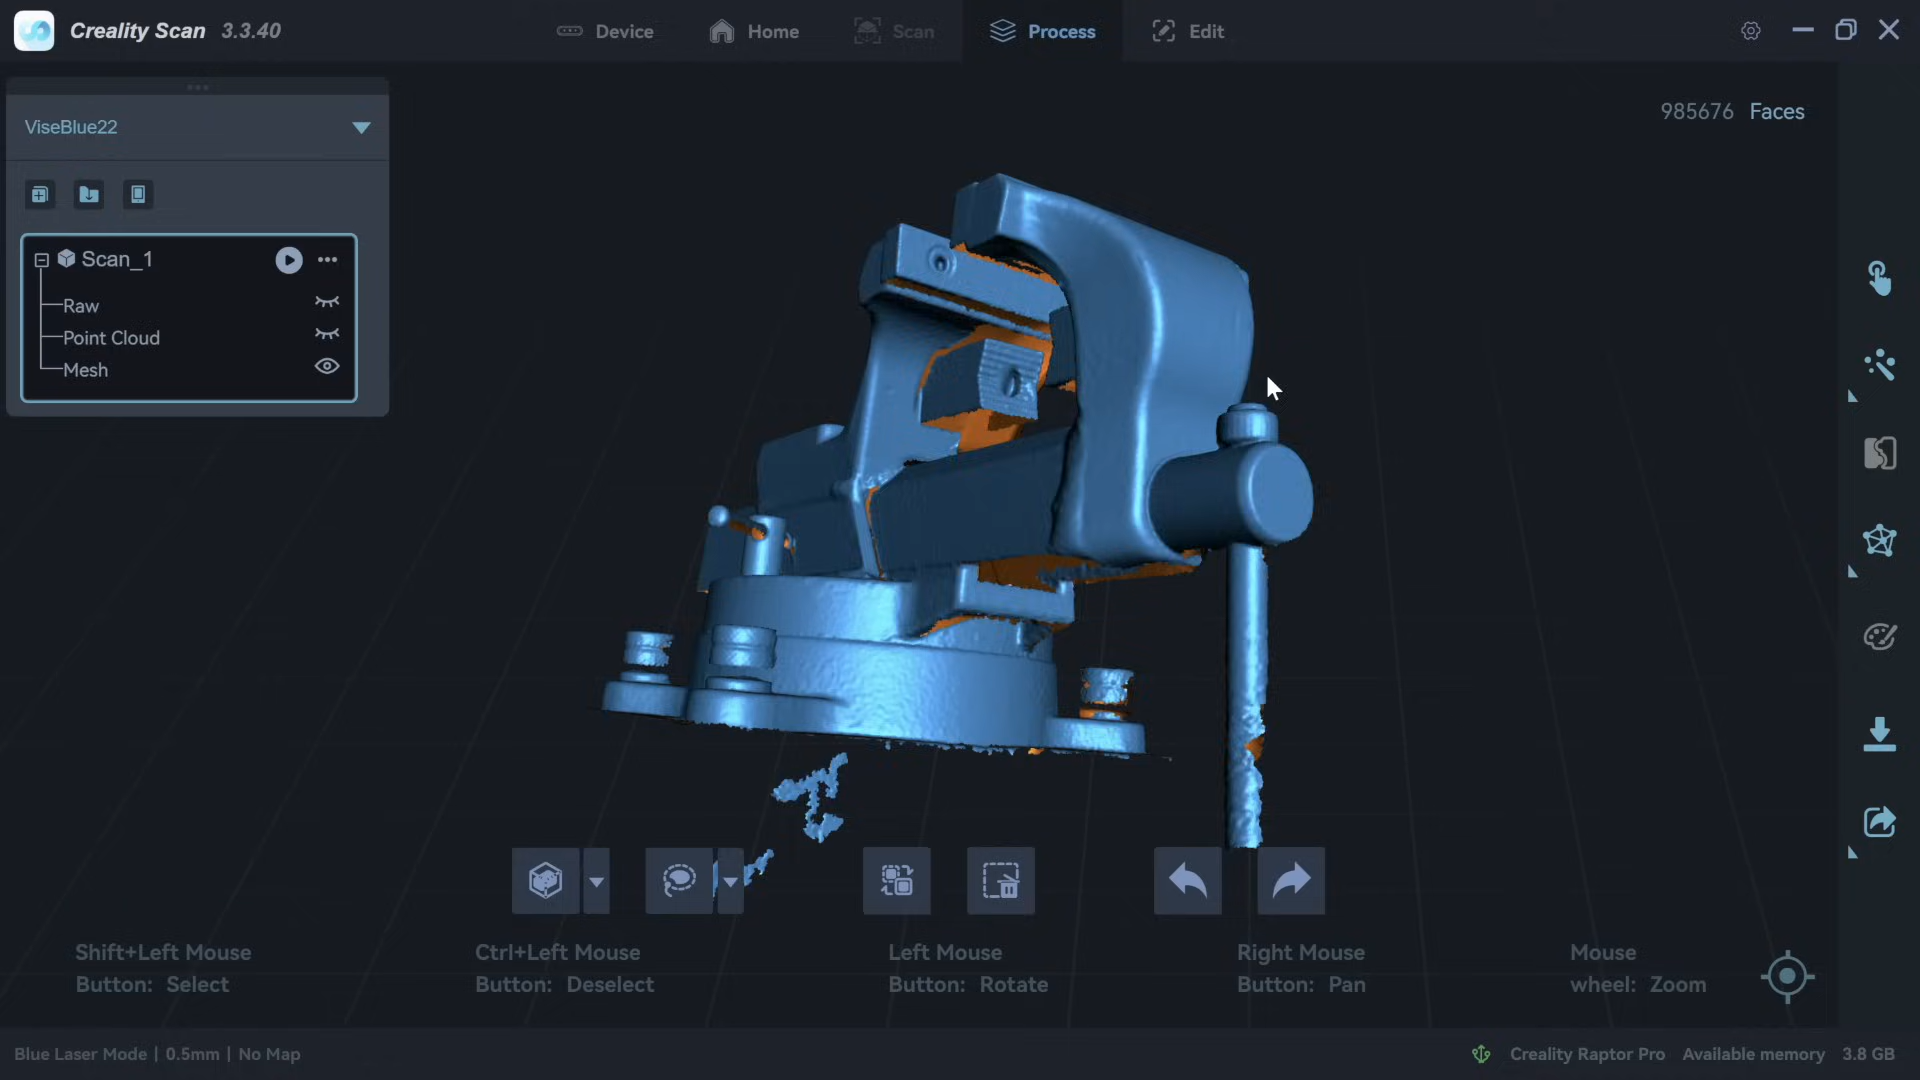 Creality Scan 3.3.40
Device
Home
Scan
Process
Edit
985676 Faces
ViseBlue22
Scan_1
Raw
Point Cloud
Mesh
Shift+Left Mouse
Button: Select
Ctrl+Left Mouse
Button: Deselect
Left Mouse
Button: Rotate
Right Mouse
Button: Pan
Mouse
wheel: Zoom
Blue Laser Mode | 0.5mm | No Map
Creality Raptor Pro Available memory 3.8 GB